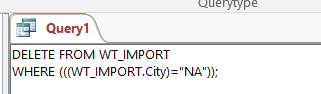 Querytype
Query1
DELETE FROM WT_IMPORT
WHERE (((WT_IMPORT.City)="NA"));